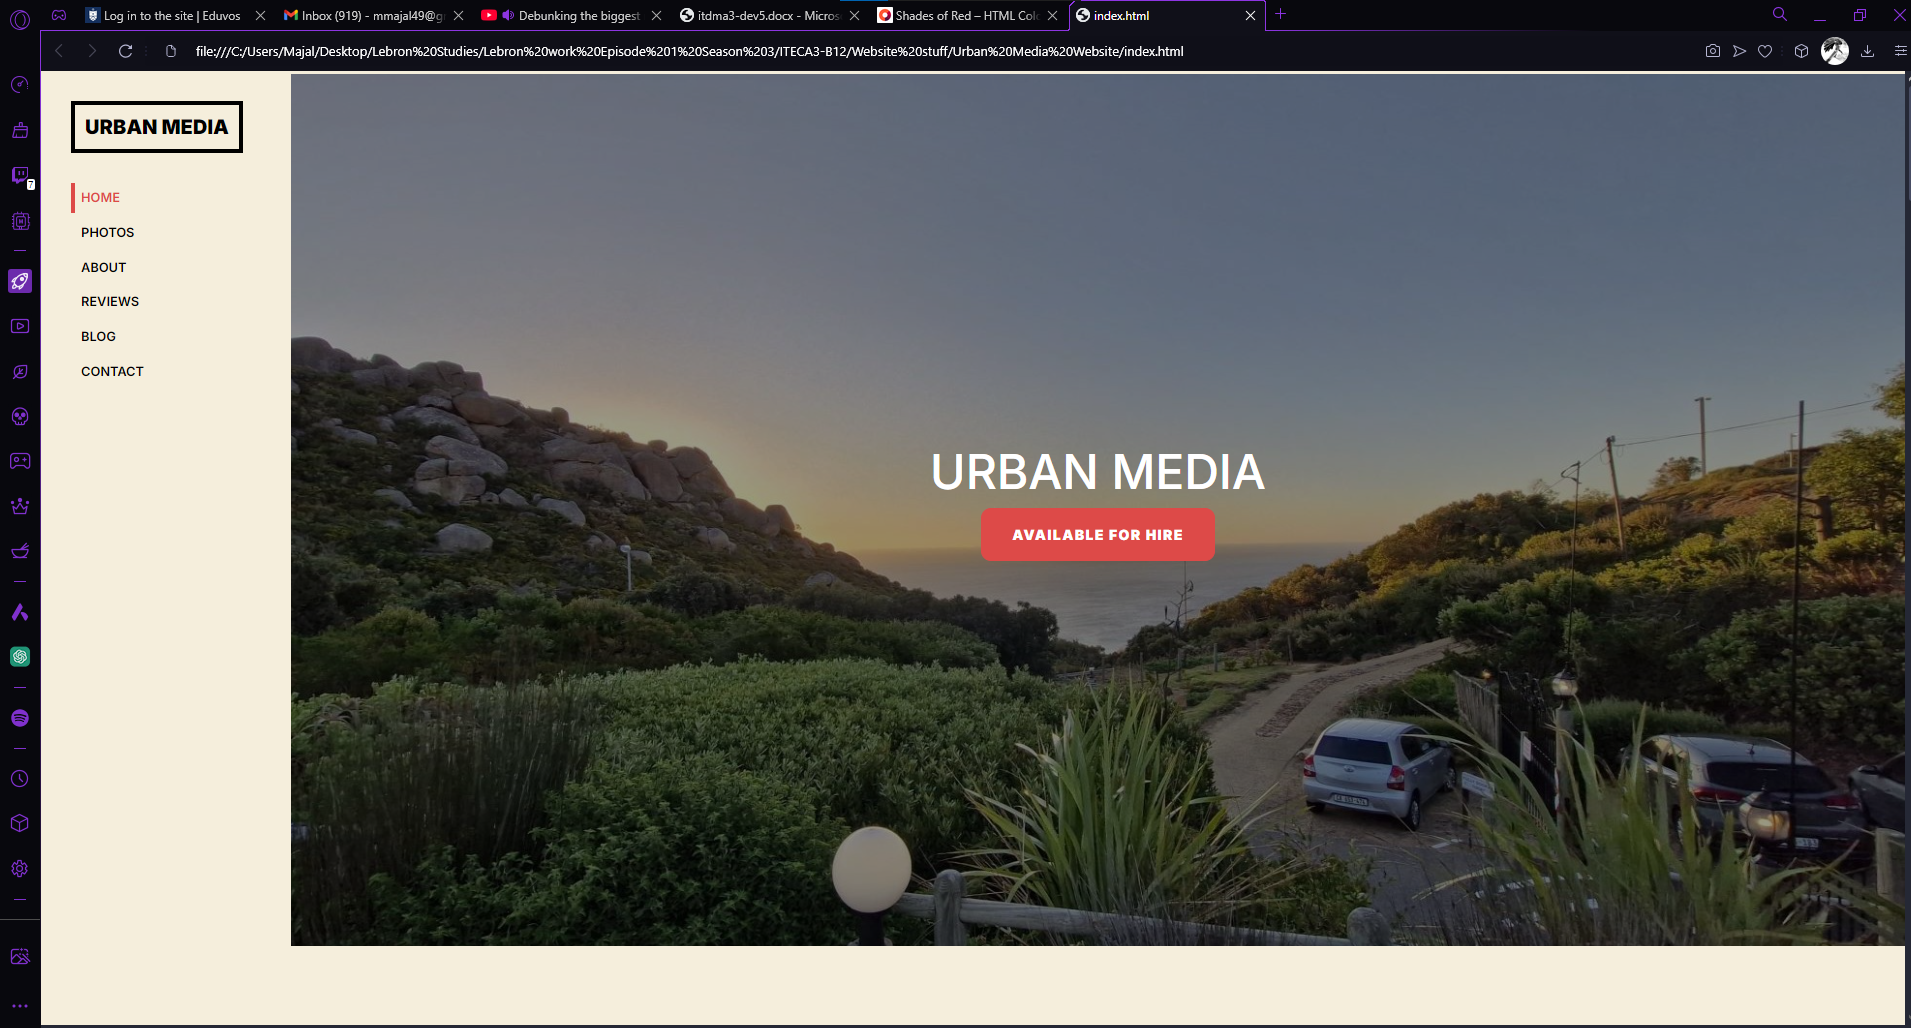 Log in to the site | Eduvos
Inbox (919) - mmajal49@g
Debunking the biggest
itdma3-dev5.docx - Micros
Shades of Red – HTML Col
index.html
file:///C:/Users/Majal/Desktop/Lebron%20Studies/Lebron%20work%20Episode%201%20Season%203/ITECA3-B12/Website%20stuff/Urban%20Media%20Website/index.html
7
URBAN MEDIA
HOME
PHOTOS
ABOUT
REVIEWS
BLOG
CONTACT
URBAN MEDIA
AVAILABLE FOR HIRE